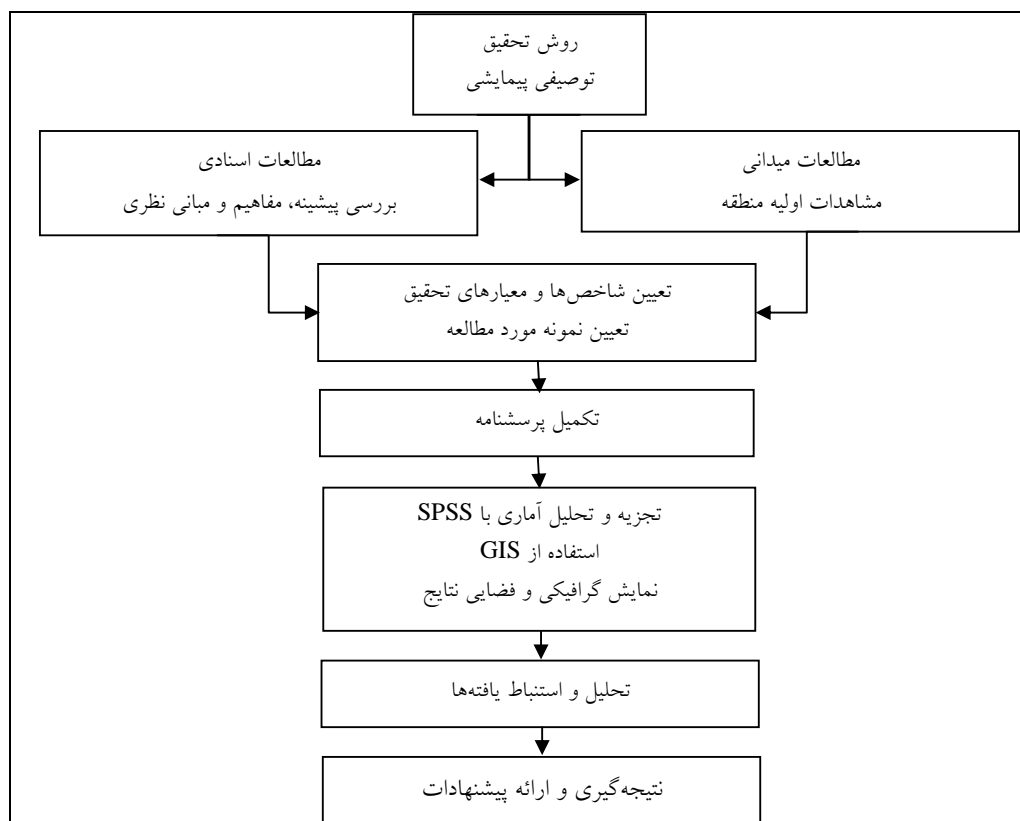 روش تحقیق
توصیفی پیمایشی
مطالعات میدانی
مشاهدات اولیه منطقه
مطالعات اسنادی
بررسی پیشینه، مفاهیم و مبانی نظری
تعیین شاخص‌ها و معیارهای تحقیق
تعیین نمونه مورد مطالعه
تکمیل پرسشنامه
تجزیه و تحلیل آماری با SPSS
استفاده از GIS
نمایش گرافیکی و فضایی نتایج
تحلیل و استنباط یافته‌ها
نتیجه‌گیری و ارائه پیشنهادات